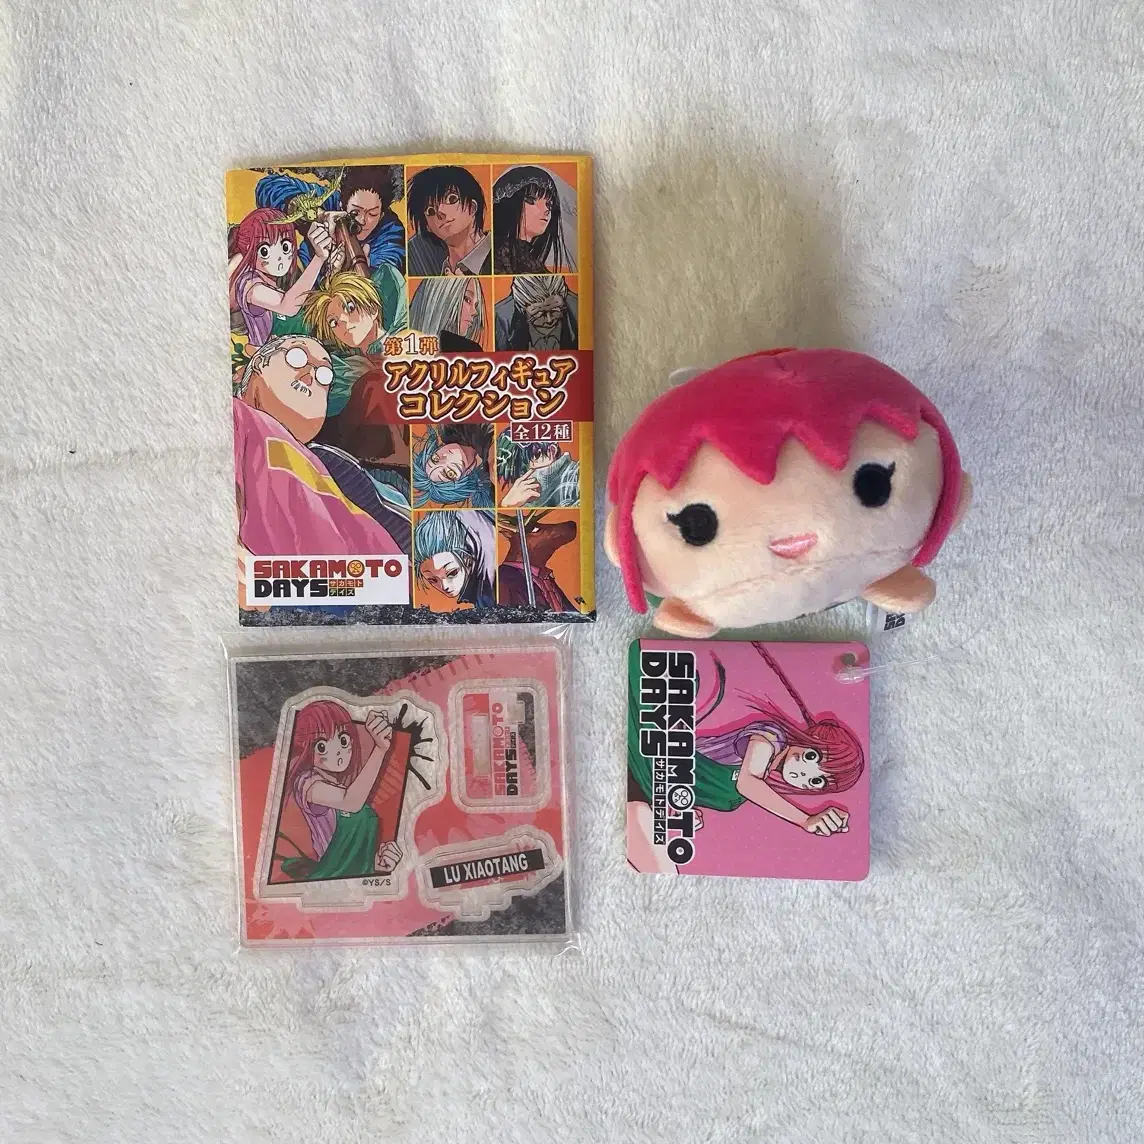 第1弾
アクリルフィギュア
コレクション
全12種
SAKAMOTO
DAYS サカモト
デイズ
SAKAMOTO
DAYS
LU XIAOTANG
©YS/S
SAKAMOTO
DAYS サカモトデイズ